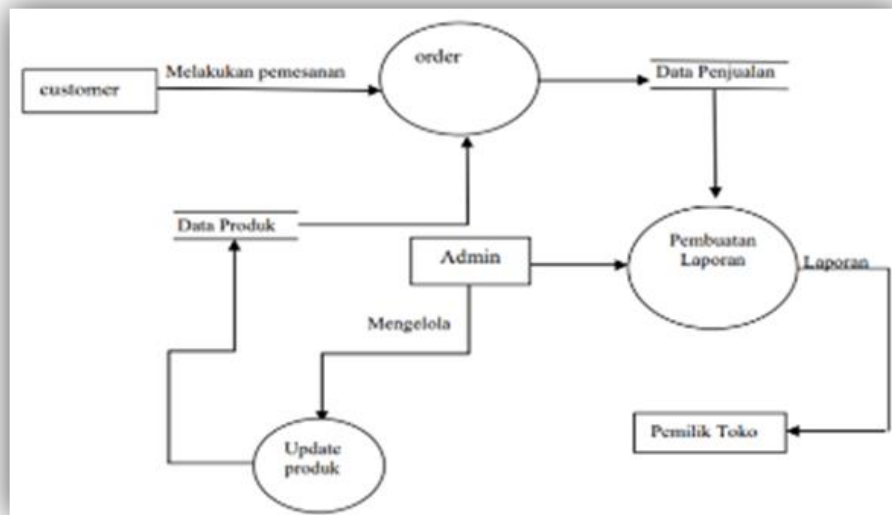 order
Melakukan pemesanan
Data Penjualan
customer
Data Produk
Admin
Pembuatan
Laporan
Laporan
Mengelola
Update
produk
Pemilik Toko